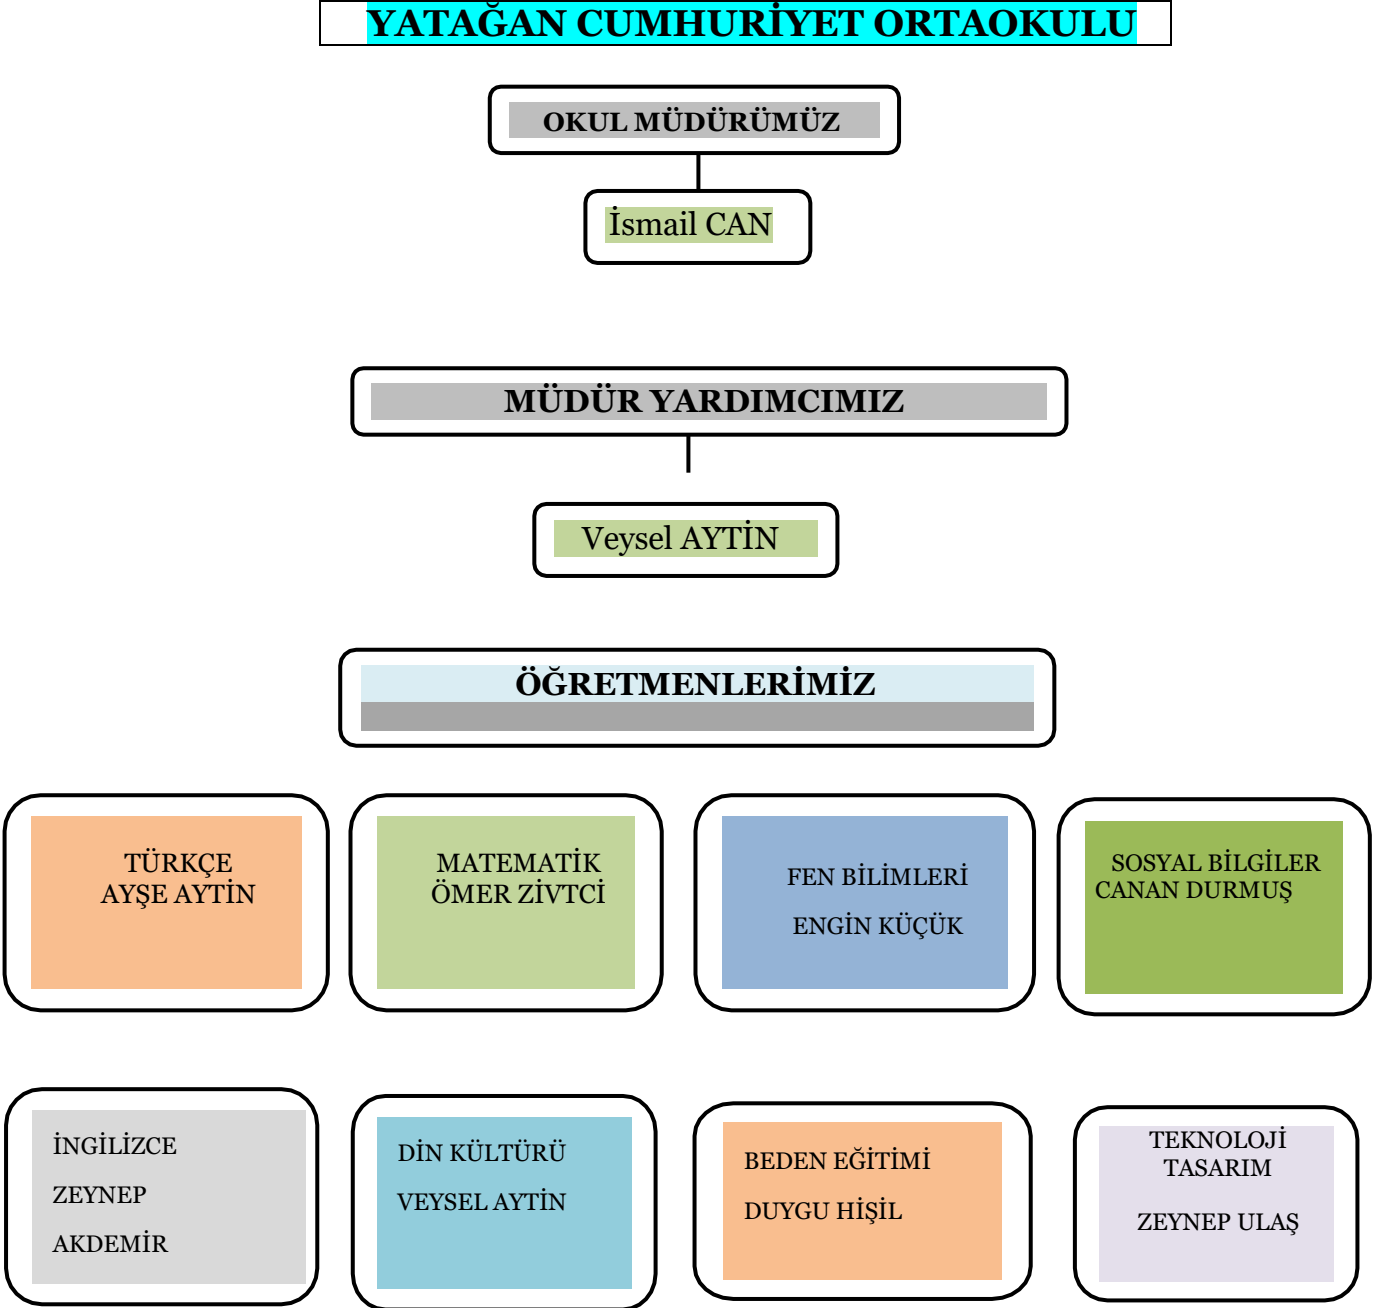 YATAĞAN CUMHURİYET ORTAOKULU
OKUL MÜDÜRÜMÜZ
İsmail CAN
MÜDÜR YARDIMCIMIZ
Veysel AYTİN
ÖĞRETMENLERİMİZ
TÜRKÇE
AYŞE AYTİN
MATEMATİK
ÖMER ZİVTCİ
FEN BİLİMLERİ
ENGİN KÜÇÜK
SOSYAL BİLGİLER
CANAN DURMUŞ
İNGİLİZCE
ZEYNEP
AKDEMİR
DİN KÜLTÜRÜ
VEYSEL AYTİN
BEDEN EĞİTİMİ
DUYGU HİŞİL
TEKNOLOJİ
TASARIM
ZEYNEP ULAŞ